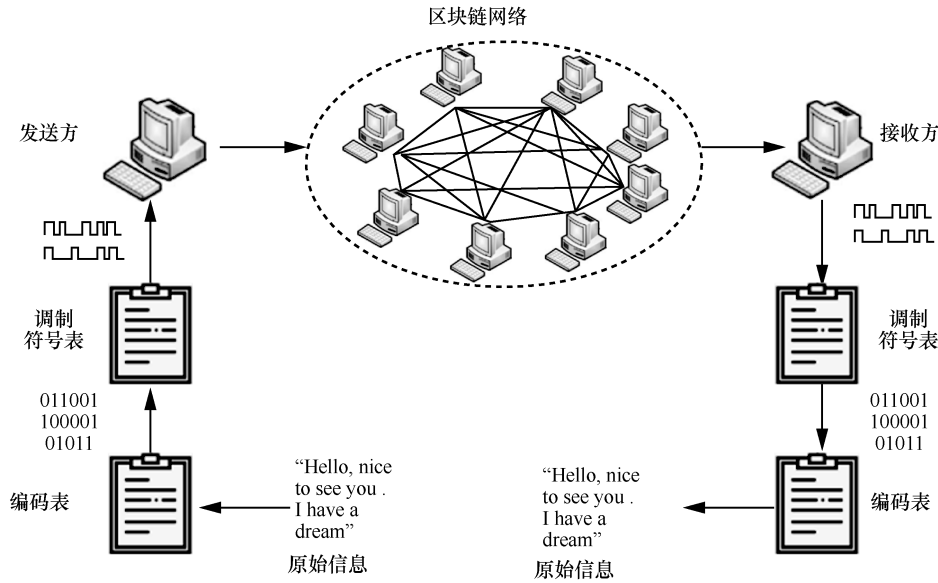 区块链网络
发送方
接收方
调制
符号表
调制
符号表
011001
100001
01011
011001
100001
01011
编码表
“Hello, nice
to see you .
I have a
dream”
原始信息
“Hello, nice
to see you .
I have a
dream”
原始信息
编码表